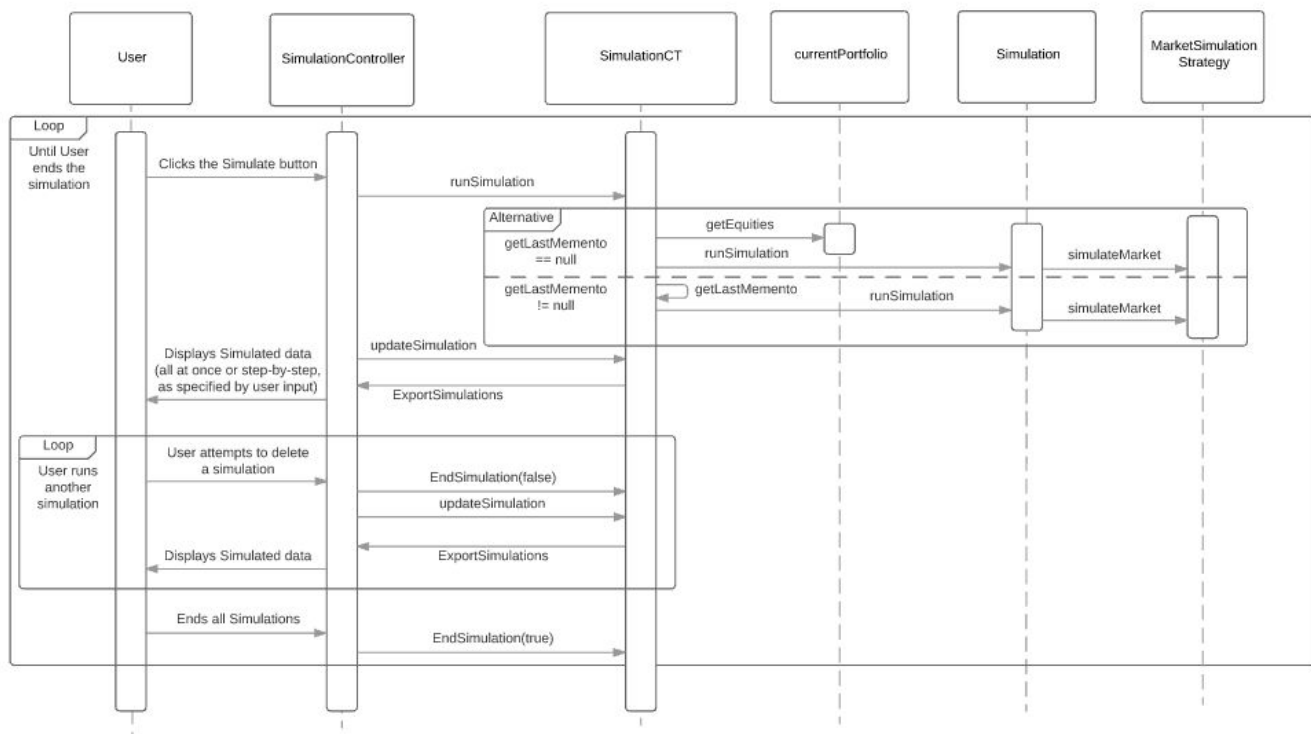 User
SimulationController
SimulationCT
currentPortfolio
Simulation
MarketSimulation
Strategy
Loop
Until User
ends the
simulation
Clicks the Simulate button
runSimulation
Alternative
getLastMemento
== null
getEquities
runSimulation
simulateMarket
getLastMemento
!= null
getLastMemento
runSimulation
simulateMarket
updateSimulation
Displays Simulated data
(all at once or step-by-step,
as specified by user input)
ExportSimulations
Loop
User runs
another
simulation
User attempts to delete
a simulation
EndSimulation(false)
updateSimulation
ExportSimulations
Displays Simulated data
Ends all Simulations
EndSimulation(true)